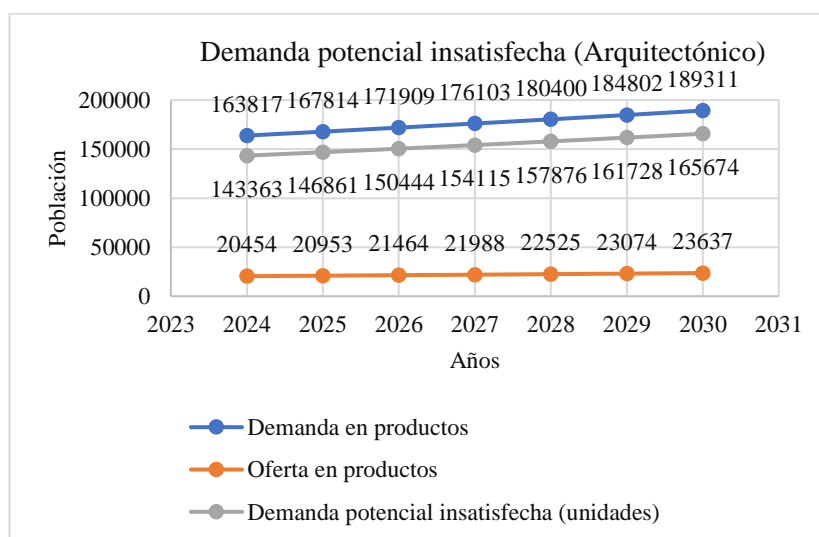 Demanda potencial insatisfecha (Arquitectónico)
163817 167814 171909 176103 180400 184802 189311
200000
150000
143363 146861 150444 154115 157876 161728 165674
100000
50000
20454 20953 21464 21988 22525 23074 23637
0
Población
2023 2024 2025 2026 2027 2028 2029 2030 2031
Años
Demanda en productos
Oferta en productos
Demanda potencial insatisfecha (unidades)